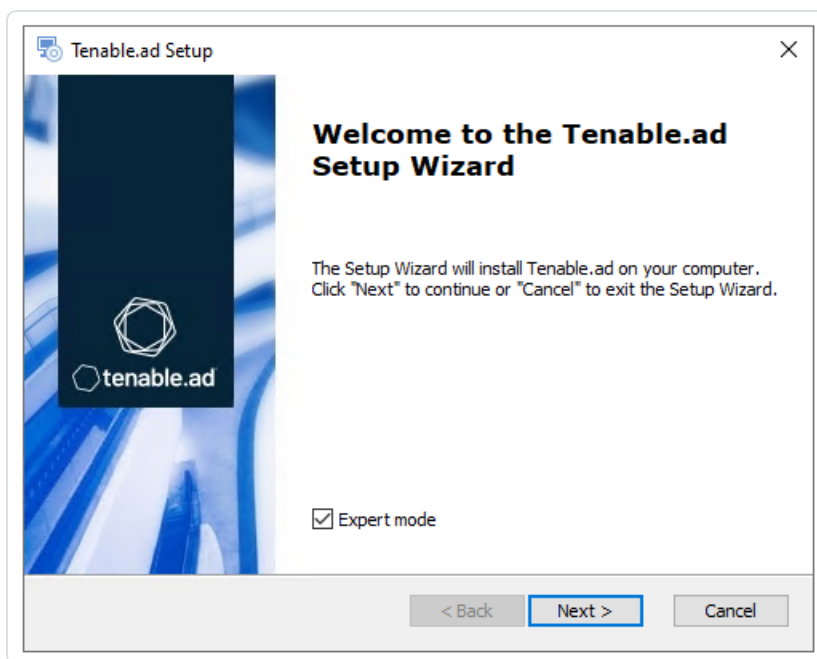 Tenable.ad Setup
Welcome to the Tenable.ad
Setup Wizard
The Setup Wizard will install Tenable.ad on your computer.
Click "Next" to continue or "Cancel" to exit the Setup Wizard.
tenable.ad
Expert mode
< Back
Next >
Cancel